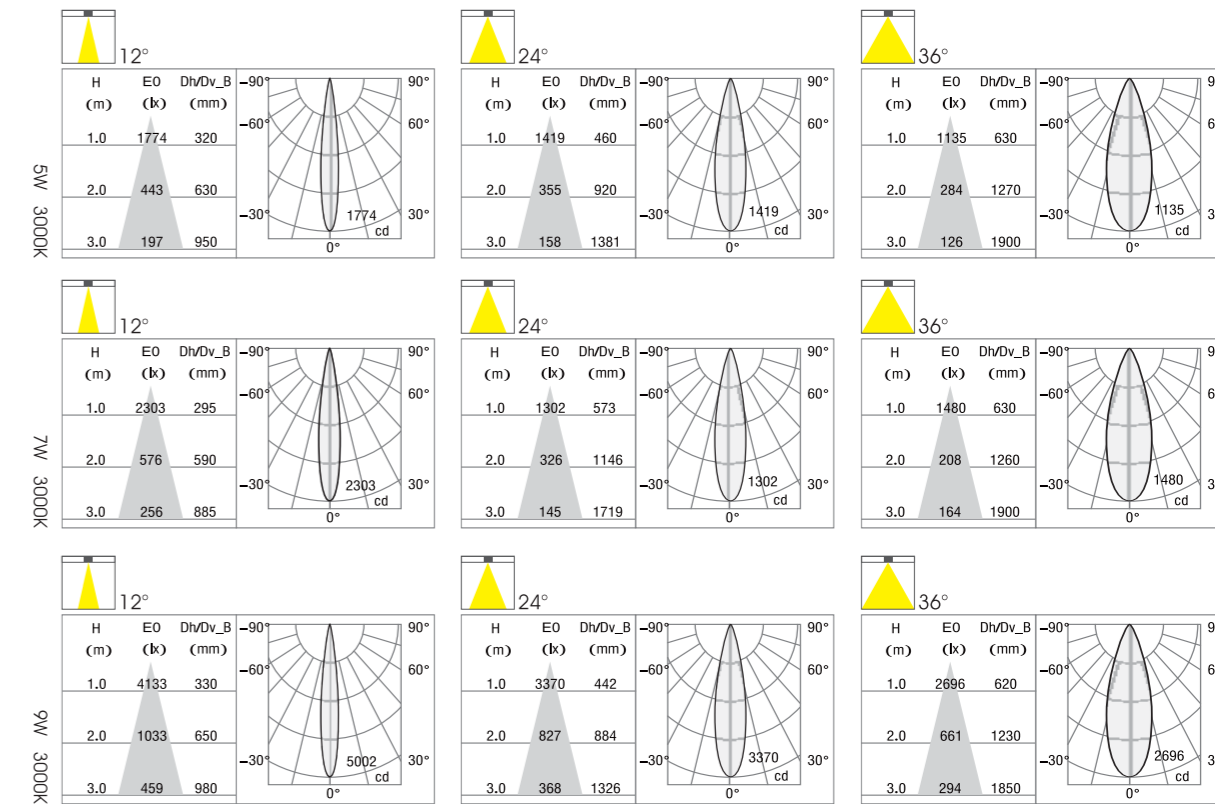 12° 24° 36°
5W 3000K
H E0 Dh/Dv_B
(m) (lx) (mm)
1.0 1774 320
2.0 443 630
3.0 197 950
-90° 90°
-60° 60°
-30° 30°
1774
cd
0°
H E0 Dh/Dv_B
(m) (lx) (mm)
1.0 1419 460
2.0 355 920
3.0 158 1381
-90° 90°
-60° 60°
-30° 30°
1419
cd
0°
H E0 Dh/Dv_B
(m) (lx) (mm)
1.0 1135 630
2.0 284 1270
3.0 126 1900
-90° 9
-60° 6
-30° 3
1135
cd
0°
12° 24° 36°
7W 3000K
H E0 Dh/Dv_B
(m) (lx) (mm)
1.0 2303 295
2.0 576 590
3.0 256 885
-90° 90°
-60° 60°
-30° 30°
2303
cd
0°
H E0 Dh/Dv_B
(m) (lx) (mm)
1.0 1302 573
2.0 326 1146
3.0 145 1719
-90° 90°
-60° 60°
-30° 30°
1302
cd
0°
H E0 Dh/Dv_B
(m) (lx) (mm)
1.0 1480 630
2.0 208 1260
3.0 164 1900
-90° 9
-60° 6
-30° 3
1480
cd
0°
12° 24° 36°
9W 3000K
H E0 Dh/Dv_B
(m) (lx) (mm)
1.0 4133 330
2.0 1033 650
3.0 459 980
-90° 90°
-60° 60°
-30° 30°
5002
cd
0°
H E0 Dh/Dv_B
(m) (lx) (mm)
1.0 3370 442
2.0 827 884
3.0 368 1326
-90° 90°
-60° 60°
-30° 30°
3370
cd
0°
H E0 Dh/Dv_B
(m) (lx) (mm)
1.0 2696 620
2.0 661 1230
3.0 294 1850
-90° 9
-60° 6
-30° 3
2696
cd
0°